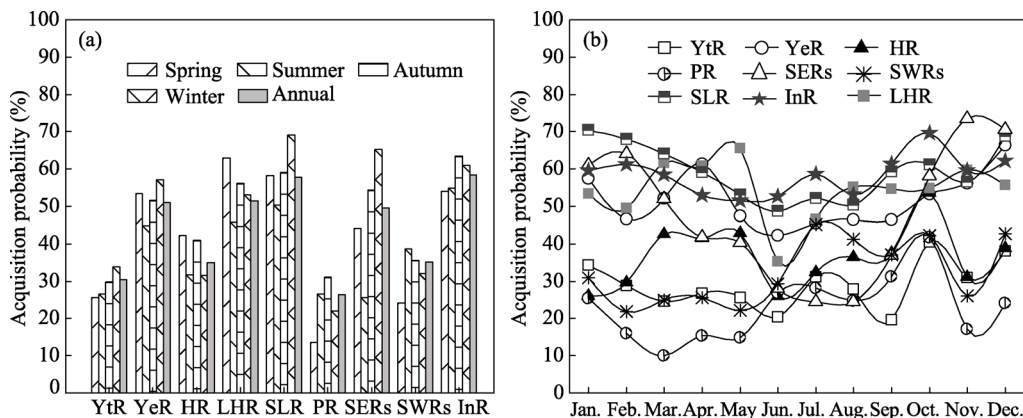 (a)
Spring Summer Autumn
Winter Annual
Acquisition probability (%)
100
90
80
70
60
50
40
30
20
10
0
YtR YeR HR LHR SLR PR SERs SWRs InR
(b)
YtR YeR HR
PR SERs SWRs
SLR InR LHR
Acquisition probability (%)
100
90
80
70
60
50
40
30
20
10
0
Jan. Feb. Mar. Apr. May Jun. Jul. Aug. Sep. Oct. Nov. Dec.